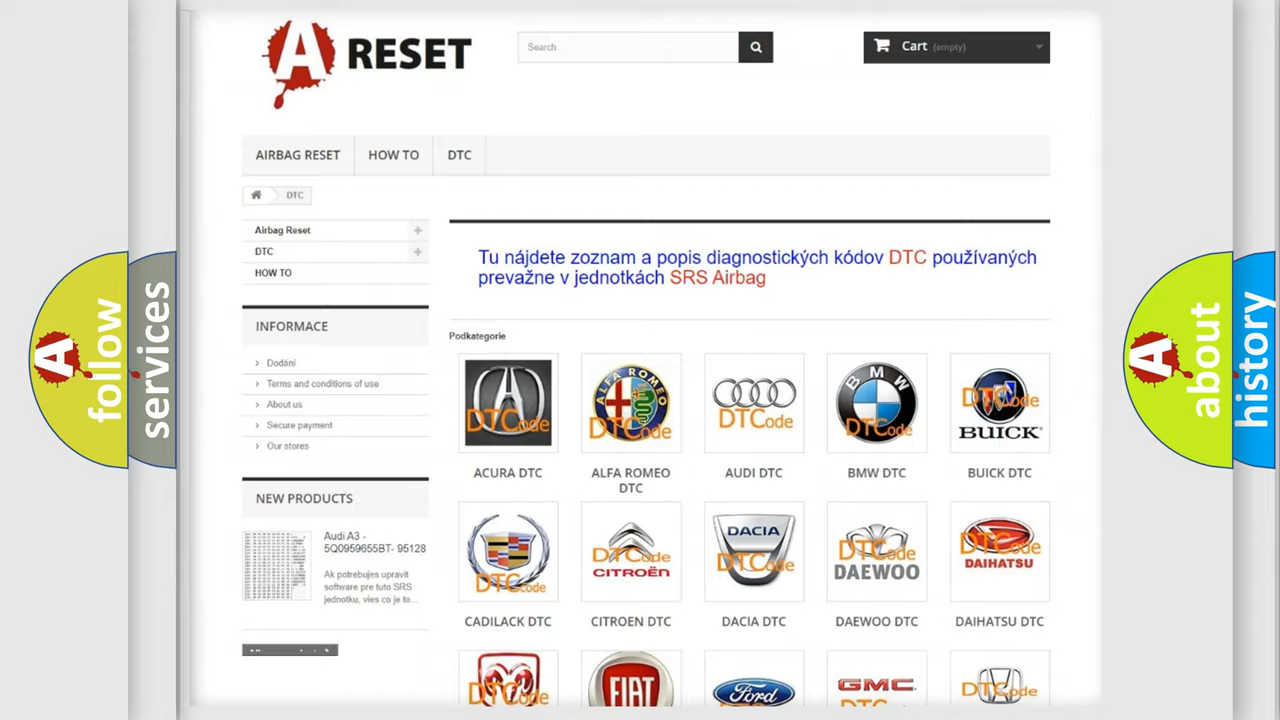 A RESET
Search
Cart (empty)
AIRBAG RESET
HOW TO
DTC
DTC
Airbag Reset
DTC
HOW TO
INFORMACE
Dodání
Terms and conditions of use
About us
Secure payment
Our stores
NEW PRODUCTS
Audi A3 -
5Q0959655BT- 95128
Ak potrebujes upravit
software pre tuto SRS
jednotku, vies co je to...
Tu nájdete zoznam a popis diagnostických kódov DTC používaných
prevažne v jednotkách SRS Airbag
Podkategorie
DTCode
ALFA ROMEO
DTCode
DTCode
BMW
DTCode
DTCode
BUICK
ACURA DTC
ALFA ROMEO
DTC
AUDI DTC
BMW DTC
BUICK DTC
DTCode
DTCode
CITROËN
DACIA
DTCode
DTCode
DAEWOO
DTCode
DAIHATSU
CADILACK DTC
CITROEN DTC
DACIA DTC
DAEWOO DTC
DAIHATSU DTC
DTCode
FIAT
Ford
GMC
DTCode
A follow
services
A about
history